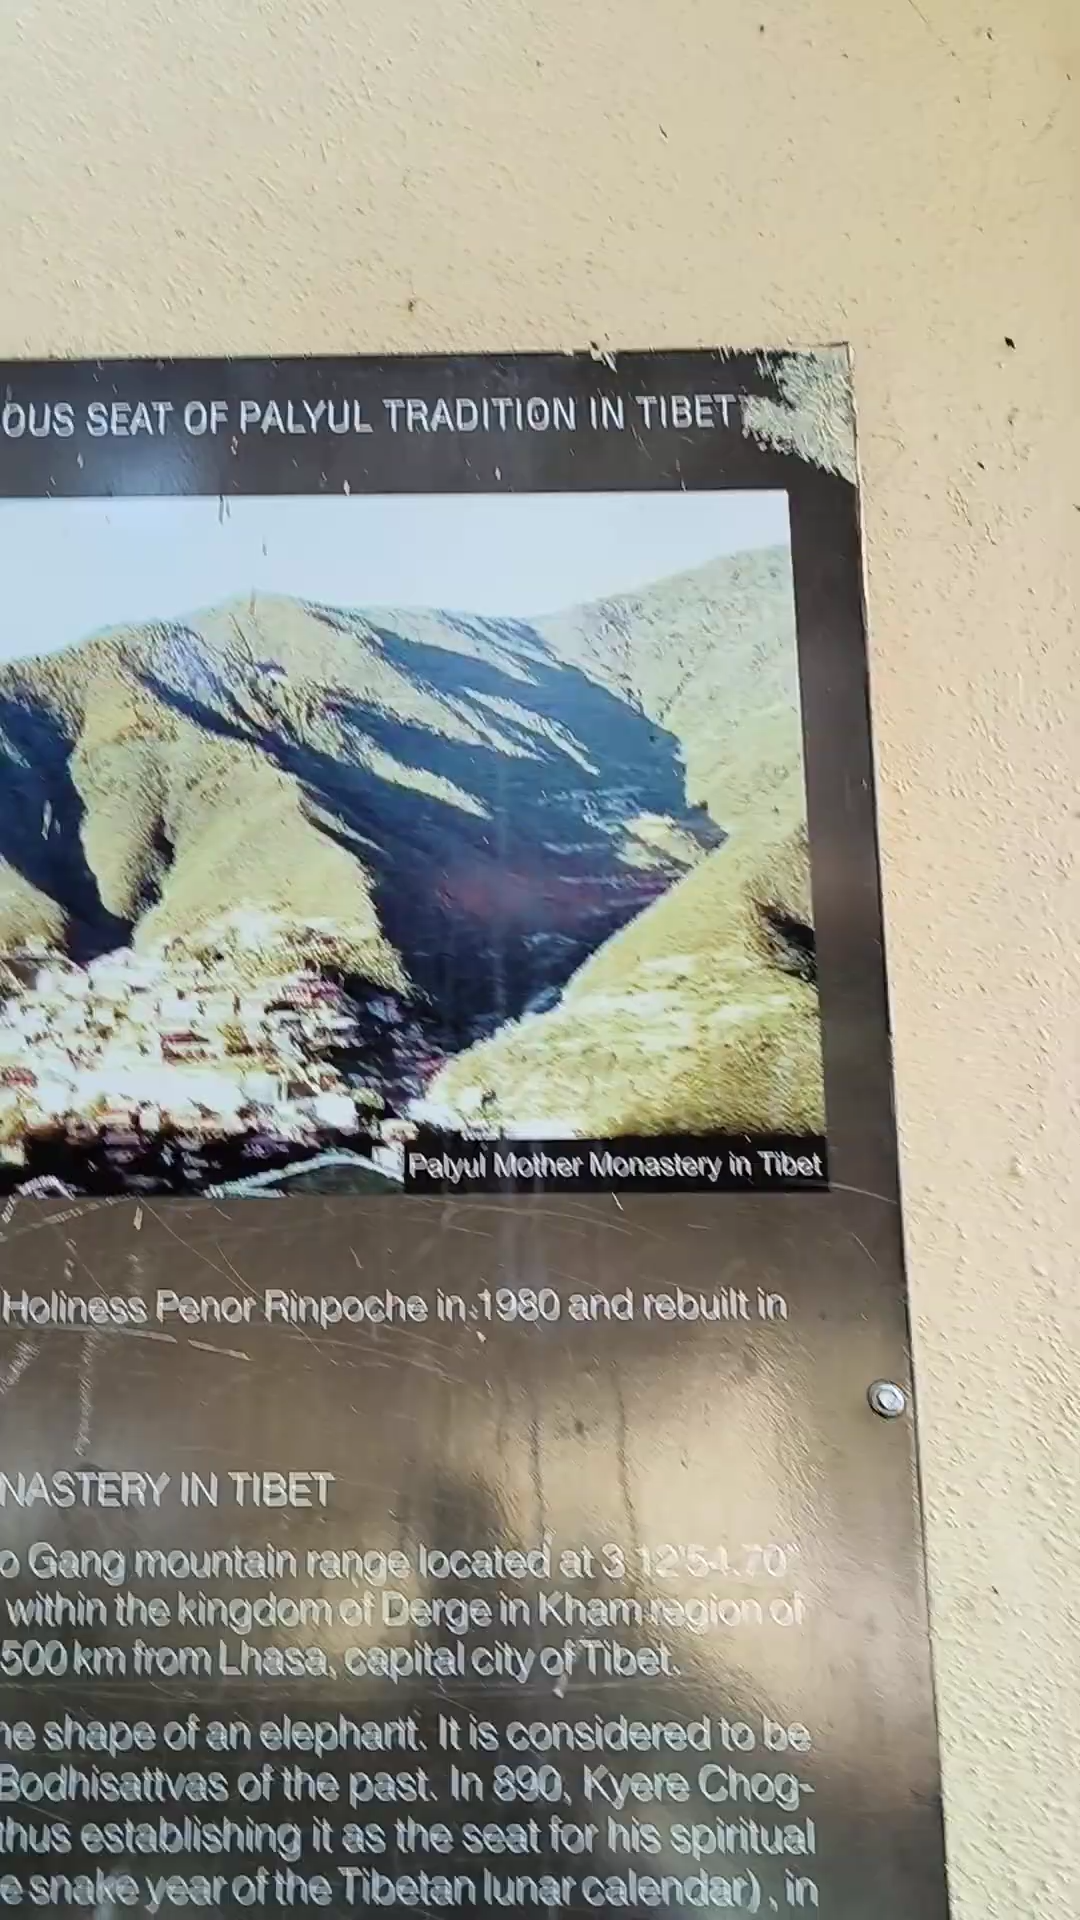 OUS SEAT OF PALYUL TRADITION IN TIBET
Palyul Mother Monastery in Tibet
Holiness Penor Rinpoche in 1980 and rebuilt in
NASTERY IN TIBET
o Gang mountain range located at 3 12'54.70"
within the kingdom of Derge in Kham region of
500 km from Lhasa, capital city of Tibet.
he shape of an elephant. It is considered to be
Bodhisattvas of the past. In 890, Kyere Chog-
thus establishing it as the seat for his spiritual
e snake year of the Tibetan lunar calendar), in